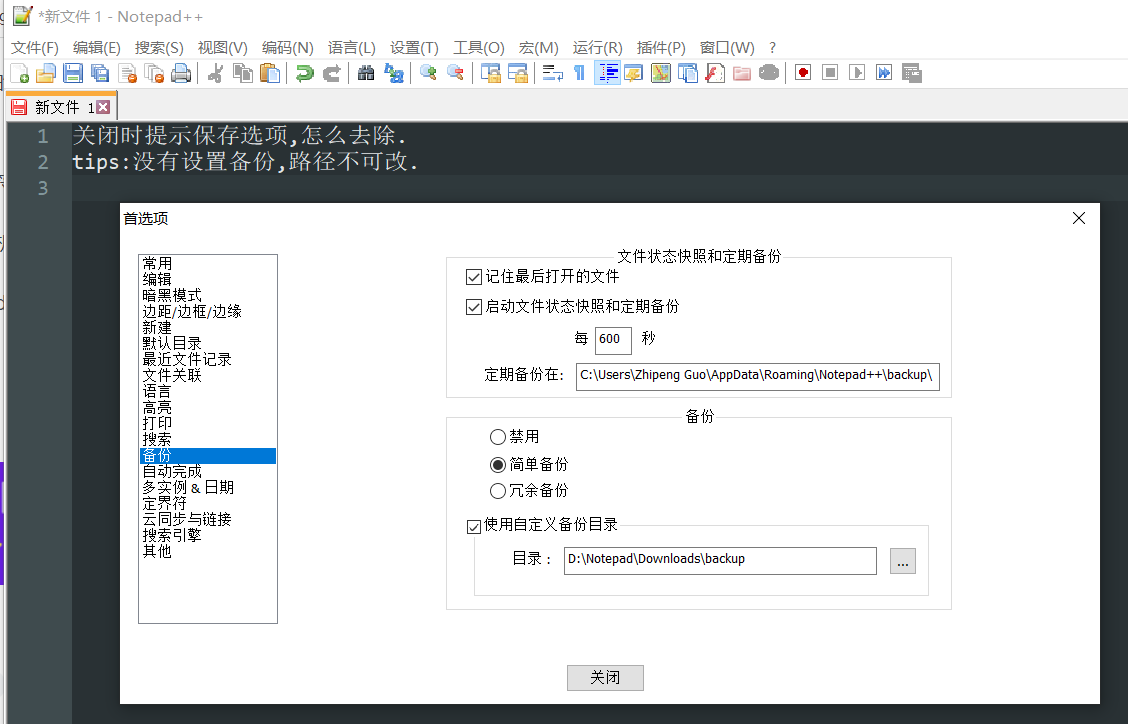 *新文件 1 - Notepad++
文件(F) 编辑(E) 搜索(S) 视图(V) 编码(N) 语言(L) 设置(T) 工具(O) 宏(M) 运行(R) 插件(P) 窗口(W) ?
新文件 1
1 关闭时提示保存选项,怎么去除.
2 tips:没有设置备份,路径不可改.
3
首选项
常用
编辑
暗黑模式
边距/边框/边缘
新建
默认目录
最近文件记录
文件关联
语言
高亮
打印
搜索
备份
自动完成
多实例 & 日期
定界符
云同步与链接
搜索引擎
其他
文件状态快照和定期备份
记住最后打开的文件
启动文件状态快照和定期备份
每 600 秒
定期备份在: C:\Users\Zhipeng Guo\AppData\Roaming\Notepad++\backup\
备份
禁用
简单备份
冗余备份
使用自定义备份目录
目录: D:\Notepad\Downloads\backup
...
关闭